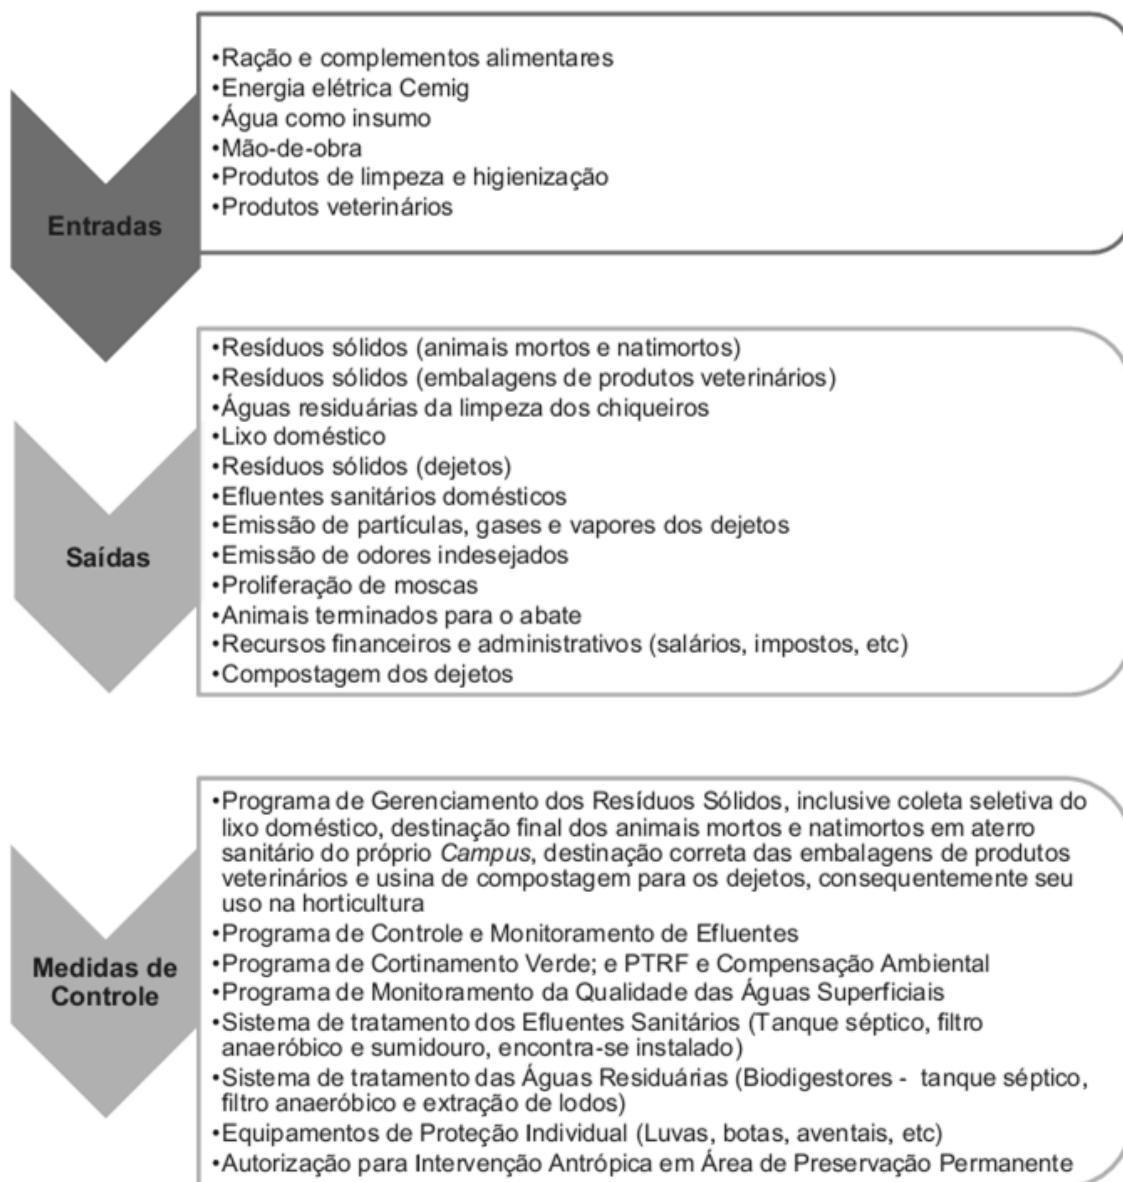 Entradas
•Ração e complementos alimentares
•Energia elétrica Cemig
•Água como insumo
•Mão-de-obra
•Produtos de limpeza e higienização
•Produtos veterinários
Saídas
•Resíduos sólidos (animais mortos e natimortos)
•Resíduos sólidos (embalagens de produtos veterinários)
•Águas residuárias da limpeza dos chiqueiros
•Lixo doméstico
•Resíduos sólidos (dejetos)
•Efluentes sanitários domésticos
•Emissão de partículas, gases e vapores dos dejetos
•Emissão de odores indesejados
•Proliferação de moscas
•Animais terminados para o abate
•Recursos financeiros e administrativos (salários, impostos, etc)
•Compostagem dos dejetos
Medidas de
Controle
•Programa de Gerenciamento dos Resíduos Sólidos, inclusive coleta seletiva do
lixo doméstico, destinação final dos animais mortos e natimortos em aterro
sanitário do próprio Campus, destinação correta das embalagens de produtos
veterinários e usina de compostagem para os dejetos, consequentemente seu
uso na horticultura
•Programa de Controle e Monitoramento de Efluentes
•Programa de Cortinamento Verde; e PTRF e Compensação Ambiental
•Programa de Monitoramento da Qualidade das Águas Superficiais
•Sistema de tratamento dos Efluentes Sanitários (Tanque séptico, filtro
anaeróbico e sumidouro, encontra-se instalado)
•Sistema de tratamento das Águas Residuárias (Biodigestores - tanque séptico,
filtro anaeróbico e extração de lodos)
•Equipamentos de Proteção Individual (Luvas, botas, aventais, etc)
•Autorização para Intervenção Antrópica em Área de Preservação Permanente